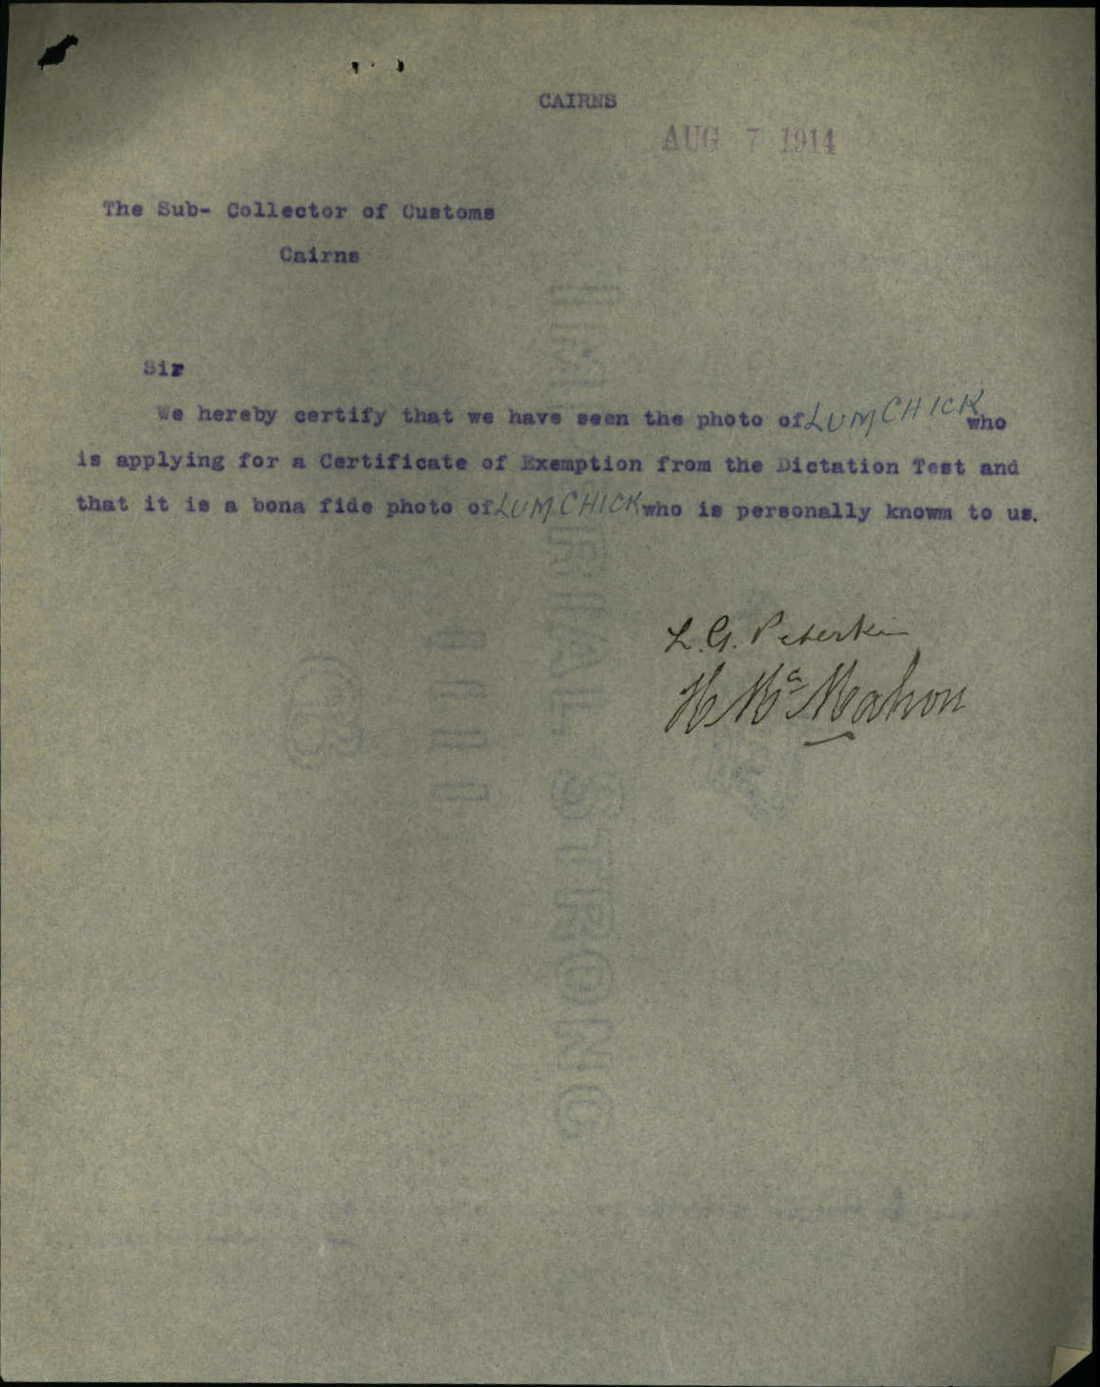 CAIRNS
AUG 7 1914
The Sub- Collector of Customs
Cairns
Sir
We hereby certify that we have seen the photo of LUM CHICK who
is applying for a Certificate of Exemption from the Dictation Test and
that it is a bona fide photo of LUM CHICK who is personally known to us.
L. G. Peterkin
H McMahon
RIAL STRONG